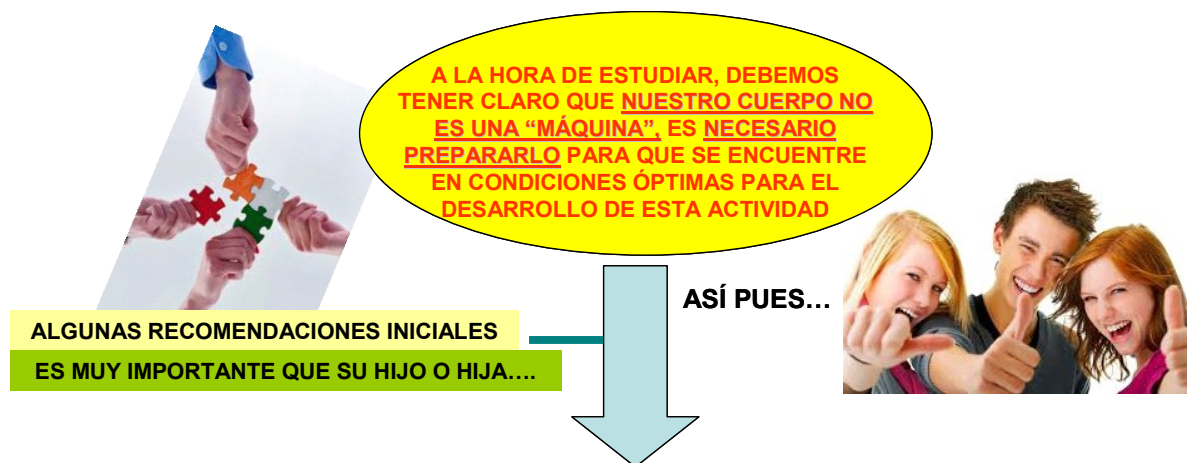 A LA HORA DE ESTUDIAR, DEBEMOS
TENER CLARO QUE NUESTRO CUERPO NO
ES UNA “MÁQUINA”, ES NECESARIO
PREPARARLO PARA QUE SE ENCUENTRE
EN CONDICIONES ÓPTIMAS PARA EL
DESARROLLO DE ESTA ACTIVIDAD
ASÍ PUES…
ALGUNAS RECOMENDACIONES INICIALES
ES MUY IMPORTANTE QUE SU HIJO O HIJA….